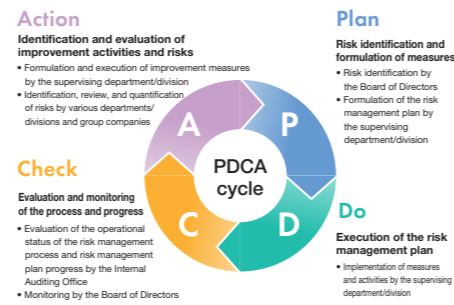 Action
Identification and evaluation of
improvement activities and risks
• Formulation and execution of improvement measures
by the supervising department/division
• Identification, review, and quantification
of risks by various departments/
divisions and group companies
Plan
Risk identification and
formulation of measures
• Risk identification by
the Board of Directors
• Formulation of the risk
management plan by
the supervising
department/division
A
P
PDCA
cycle
C
D
Check
Evaluation and monitoring
of the process and progress
• Evaluation of the operational
status of the risk management
process and risk management
plan progress by the Internal
Auditing Office
• Monitoring by the Board of Directors
Do
Execution of the risk
management plan
• Implementation of measures
and activities by the supervising
department/division